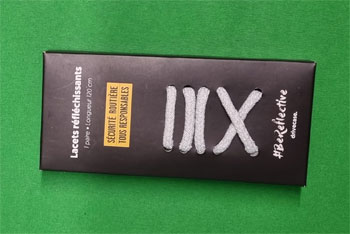 Lacets réfléchissants
1 paire • Longueur 120 cm
SÉCURITÉ ROUTIÈRE
TOUS RESPONSABLES
#BeReflective